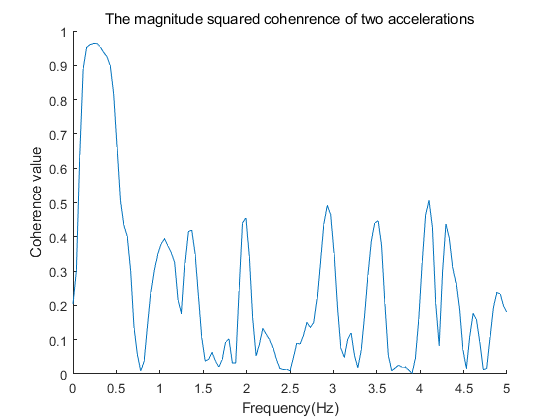 The magnitude squared cohenrence of two accelerations
1
0.9
0.8
0.7
0.6
0.5
0.4
0.3
0.2
0.1
0
Coherence value
0 0.5 1 1.5 2 2.5 3 3.5 4 4.5 5
Frequency(Hz)